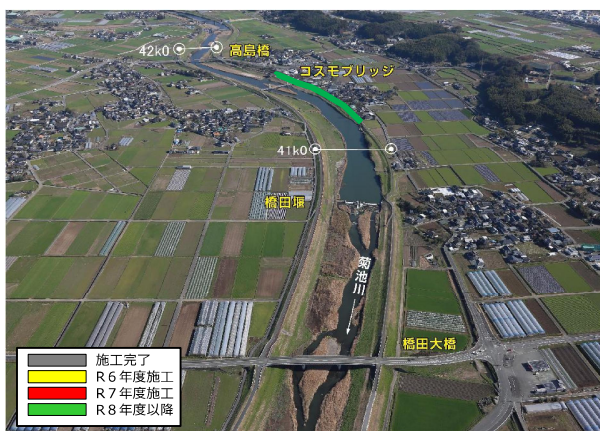 42k0
高島橋
コスモブリッジ
41k0
橋田堰
菊池川
橋田大橋
施工完了
R6年度施工
R7年度施工
R8年度以降